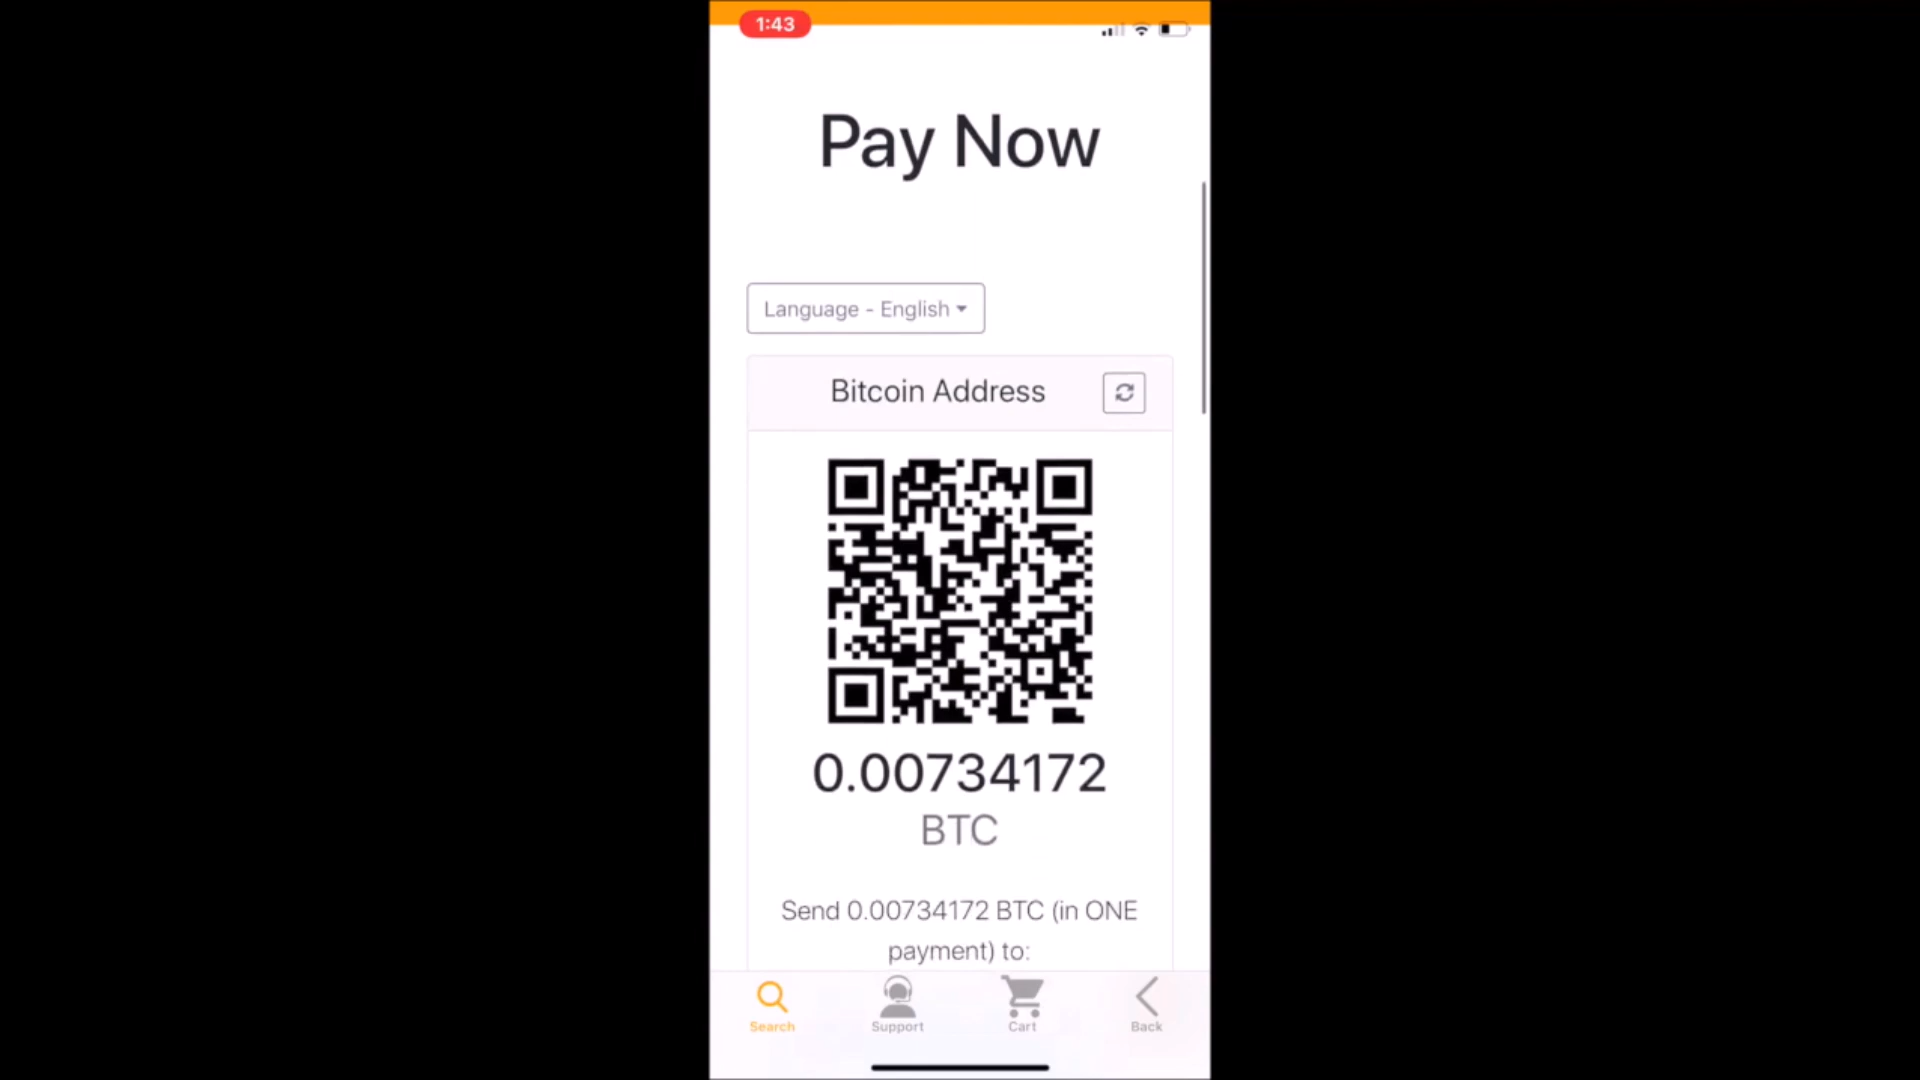 1:43
Pay Now
Language - English
Bitcoin Address
0.00734172
BTC
Send 0.00734172 BTC (in ONE
payment) to:
Search Support Cart Back